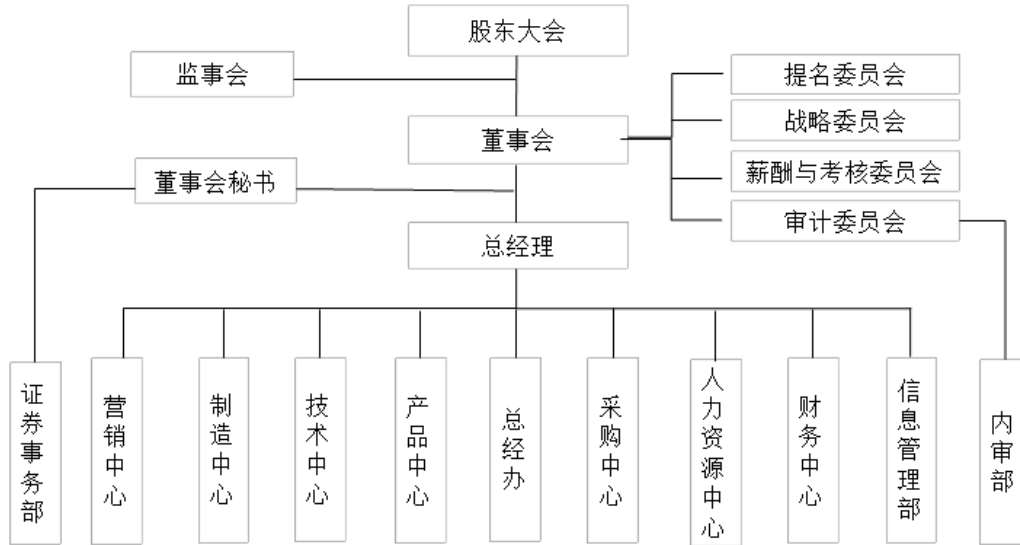 股东大会
监事会
提名委员会
战略委员会
董事会
薪酬与考核委员会
董事会秘书
审计委员会
总经理
证券事务部
营销中心
制造中心
技术中心
产品中心
总经办
采购中心
人力资源中心
财务中心
信息管理部
内审部